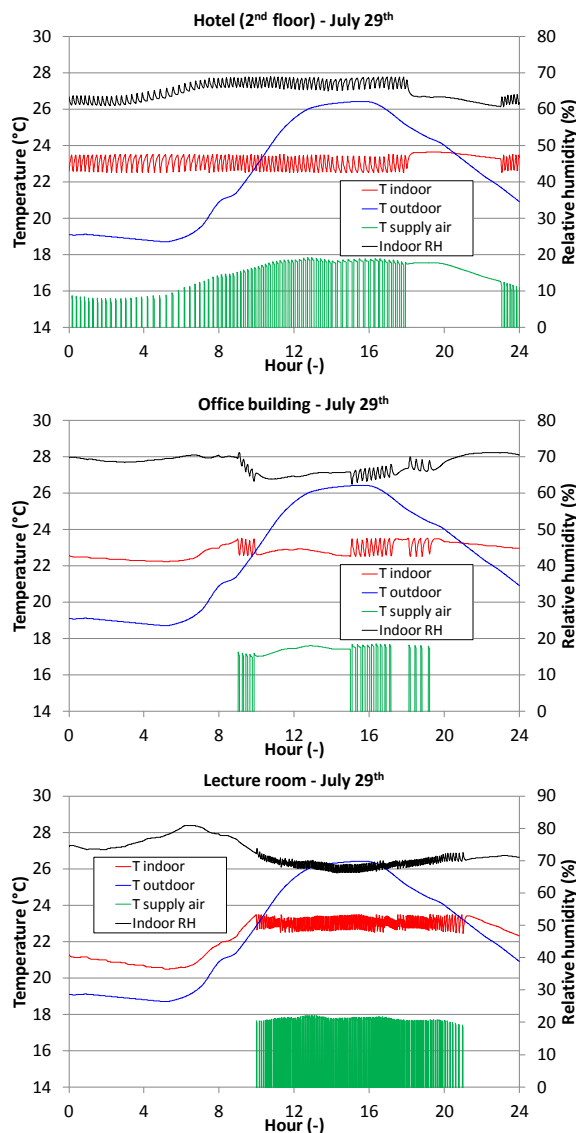 Hotel (2nd floor) - July 29th
30
28
26
24
22
20
18
16
14
80
70
60
50
40
30
20
10
0
Temperature (°C)
Relative humidity (%)
T indoor
T outdoor
T supply air
Indoor RH
0 4 8 12 16 20 24
Hour (-)
Office building - July 29th
30
28
26
24
22
20
18
16
14
80
70
60
50
40
30
20
10
0
Temperature (°C)
Relative humidity (%)
T indoor
T outdoor
T supply air
Indoor RH
0 4 8 12 16 20 24
Hour (-)
Lecture room - July 29th
30
28
26
24
22
20
18
16
14
90
80
70
60
50
40
30
20
10
0
Temperature (°C)
Relative humidity (%)
T indoor
T outdoor
T supply air
Indoor RH
0 4 8 12 16 20 24
Hour (-)